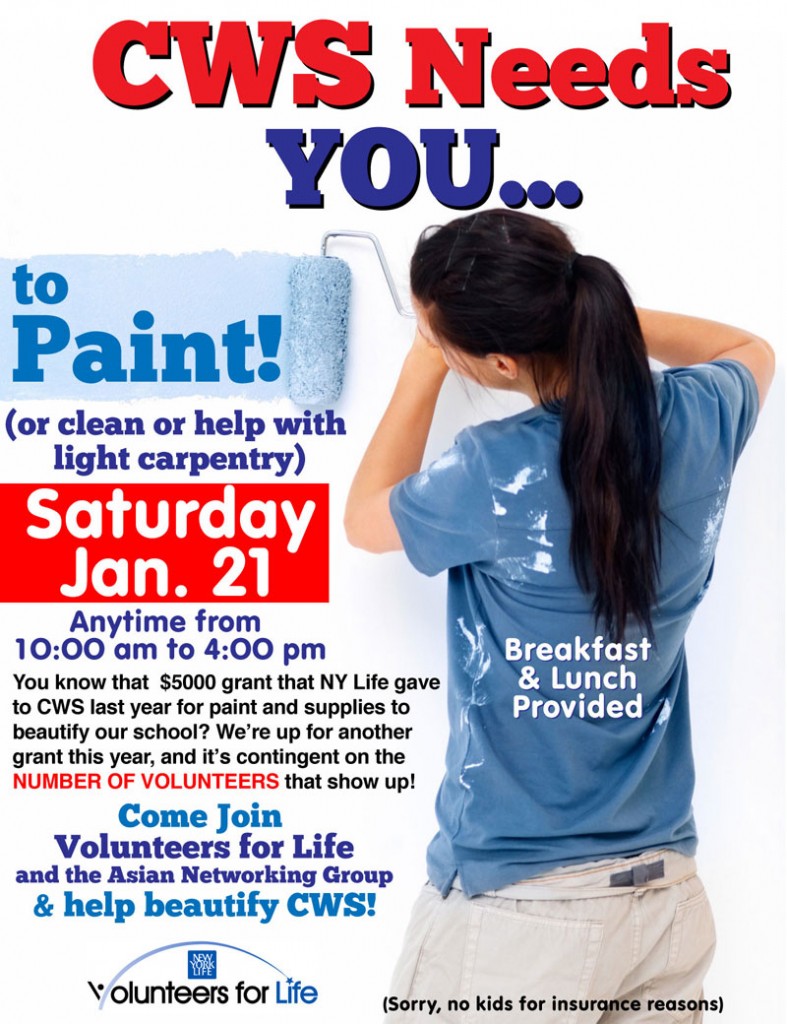 CWS Needs
YOU...
to
Paint!
(or clean or help with
light carpentry)
Saturday
Jan. 21
Anytime from
10:00 am to 4:00 pm
You know that  $5000 grant that NY Life gave
to CWS last year for paint and supplies to
beautify our school? We're up for another
grant this year, and it's contingent on the
NUMBER OF VOLUNTEERS that show up!
Breakfast
& Lunch
Provided
Come Join
Volunteers for Life
and the Asian Networking Group
& help beautify CWS!
NEW
YORK
LIFE
Volunteers for Life
(Sorry, no kids for insurance reasons)